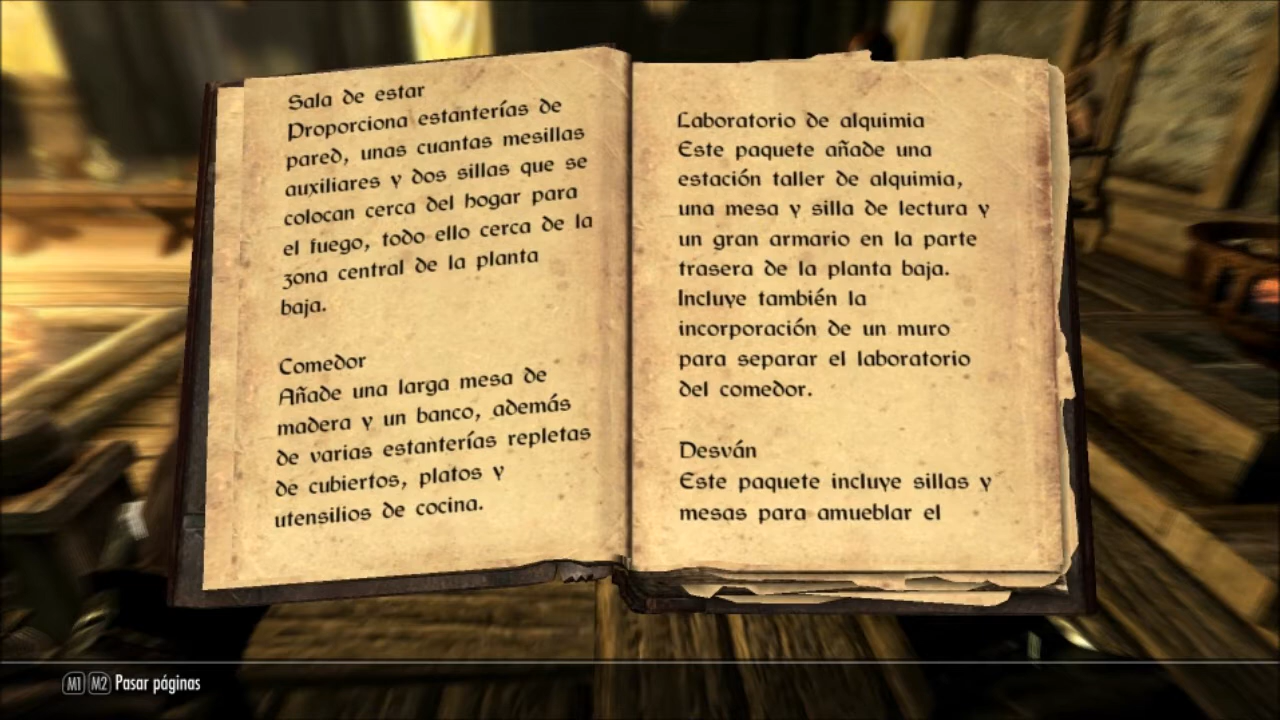 Sala de estar
Proporciona estanterías de
pared, unas cuantas mesillas
auxiliares y dos sillas que se
colocan cerca del hogar para
el fuego, todo ello cerca de la
zona central de la planta
baja.
Comedor
Añade una larga mesa de
madera y un banco, además
de varias estanterías repletas
de cubiertos, platos y
utensilios de cocina.
Laboratorio de alquimia
Este paquete añade una
estación taller de alquimia,
una mesa y silla de lectura y
un gran armario en la parte
trasera de la planta baja.
Incluye también la
incorporación de un muro
para separar el laboratorio
del comedor.
Desván
Este paquete incluye sillas y
mesas para amueblar el
M1 M2 Pasar páginas